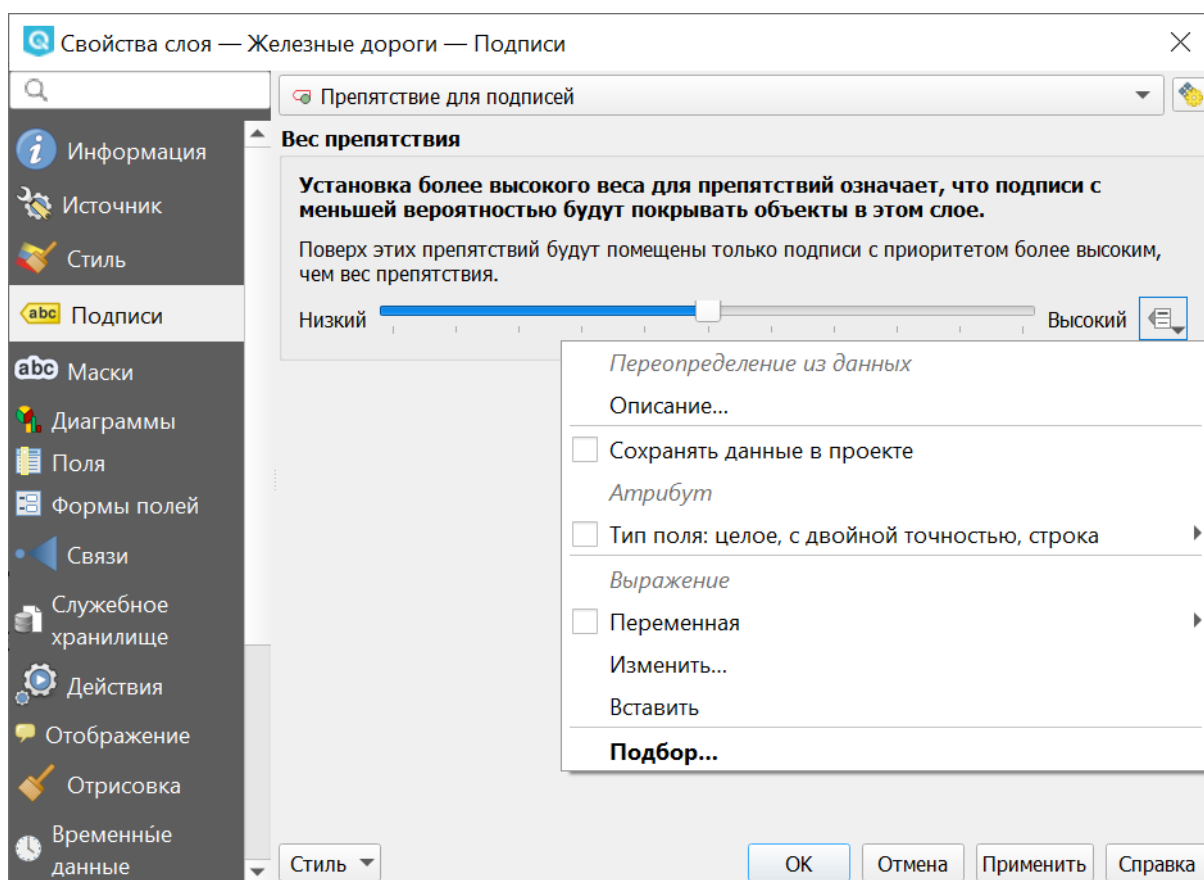 Свойства слоя — Железные дороги — Подписи
Информация
Источник
Стиль
abc Подписи
abc Маски
Диаграммы
Поля
Формы полей
Связи
Служебное
хранилище
Действия
Отображение
Отрисовка
Временны́е
данные
Препятствие для подписей
Вес препятствия
Установка более высокого веса для препятствий означает, что подписи с
меньшей вероятностью будут покрывать объекты в этом слое.
Поверх этих препятствий будут помещены только подписи с приоритетом более высоким,
чем вес препятствия.
Низкий Высокий
Переопределение из данных
Описание...
Сохранять данные в проекте
Атрибут
Тип поля: целое, с двойной точностью, строка
Выражение
Переменная
Изменить...
Вставить
Подбор...
Стиль OK Отмена Применить Справка